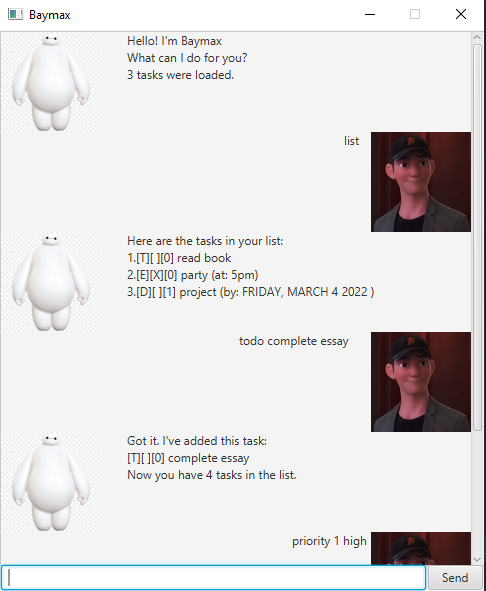 Baymax
Hello! I'm Baymax
What can I do for you?
3 tasks were loaded.
list
Here are the tasks in your list:
1.[T][ ][0] read book
2.[E][X][0] party (at: 5pm)
3.[D][ ][1] project (by: FRIDAY, MARCH 4 2022 )
todo complete essay
Got it. I've added this task:
[T][ ][0] complete essay
Now you have 4 tasks in the list.
priority 1 high
Send